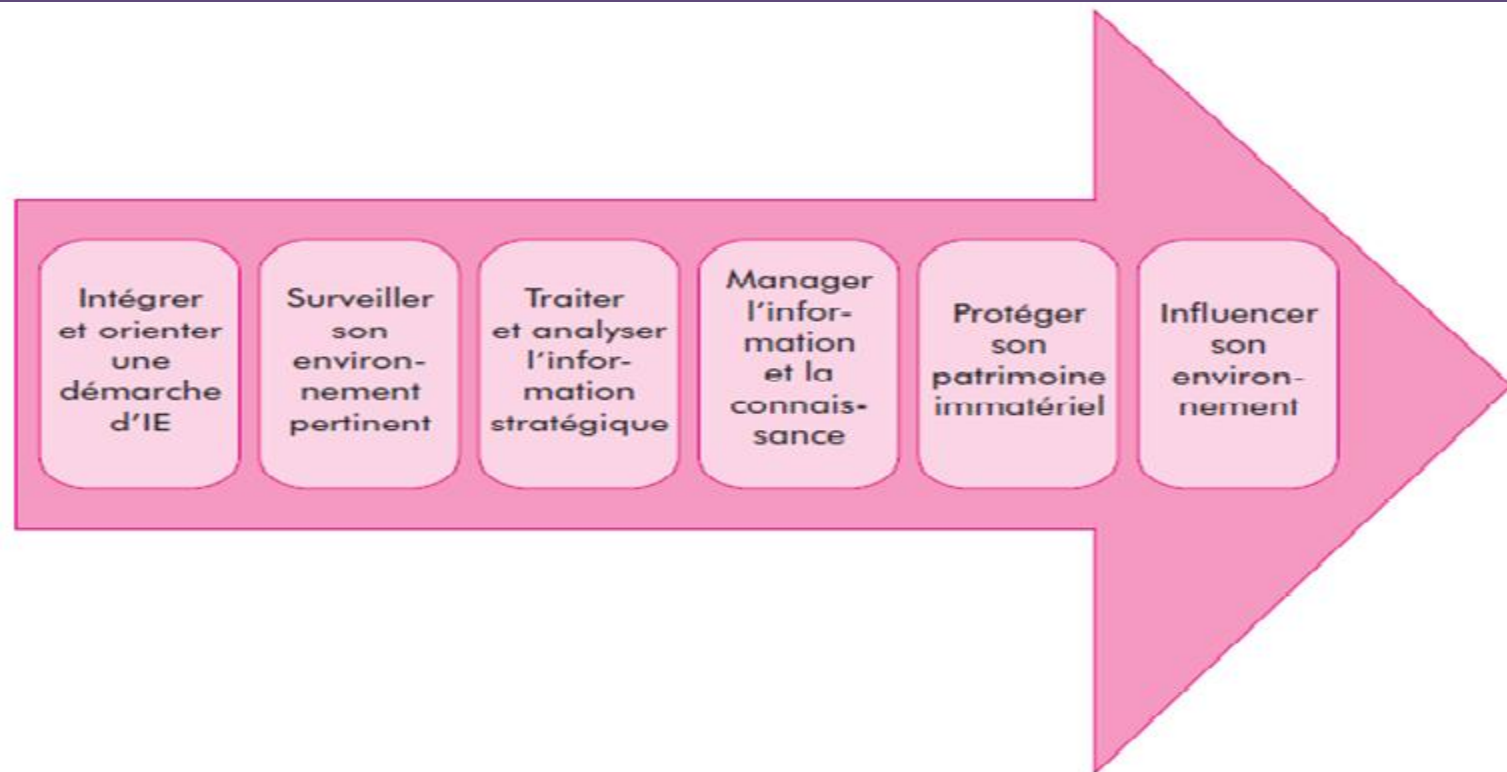 Intégrer
et orienter
une
démarche
d'IE
Surveiller
son
environ-
nement
pertinent
Traiter
et analyser
l'infor-
mation
stratégique
Manager
l'infor-
mation
et la
connais-
sance
Protéger
son
patrimoine
immatériel
Influencer
son
environ-
nement